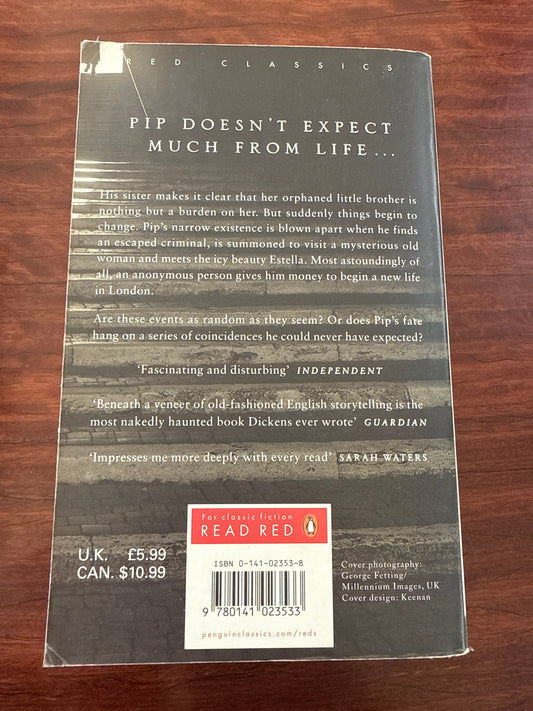 RED CLASSICS
PIP DOESN'T EXPECT
MUCH FROM LIFE...
His sister makes it clear that her orphaned little brother is
nothing but a burden on her. But suddenly things begin to
change. Pip's narrow existence is blown apart when he finds
an escaped criminal, is summoned to visit a mysterious old
woman and meets the icy beauty Estella. Most astoundingly of
all, an anonymous person gives him money to begin a new life
in London.
Are these events as random as they seem? Or does Pip's fate
hang on a series of coincidences he could never have expected?
'Fascinating and disturbing' INDEPENDENT
'Beneath a veneer of old-fashioned English storytelling is the
most nakedly haunted book Dickens ever wrote' GUARDIAN
'Impresses me more deeply with every read' SARAH WATERS
For classic fiction
READ RED
U.K. £5.99
CAN. $10.99
ISBN 0-141-02353-8
9 780141 023533
penguinclassics.com/reds
Cover photography:
George Fetting/
Millennium Images, UK
Cover design: Keenan